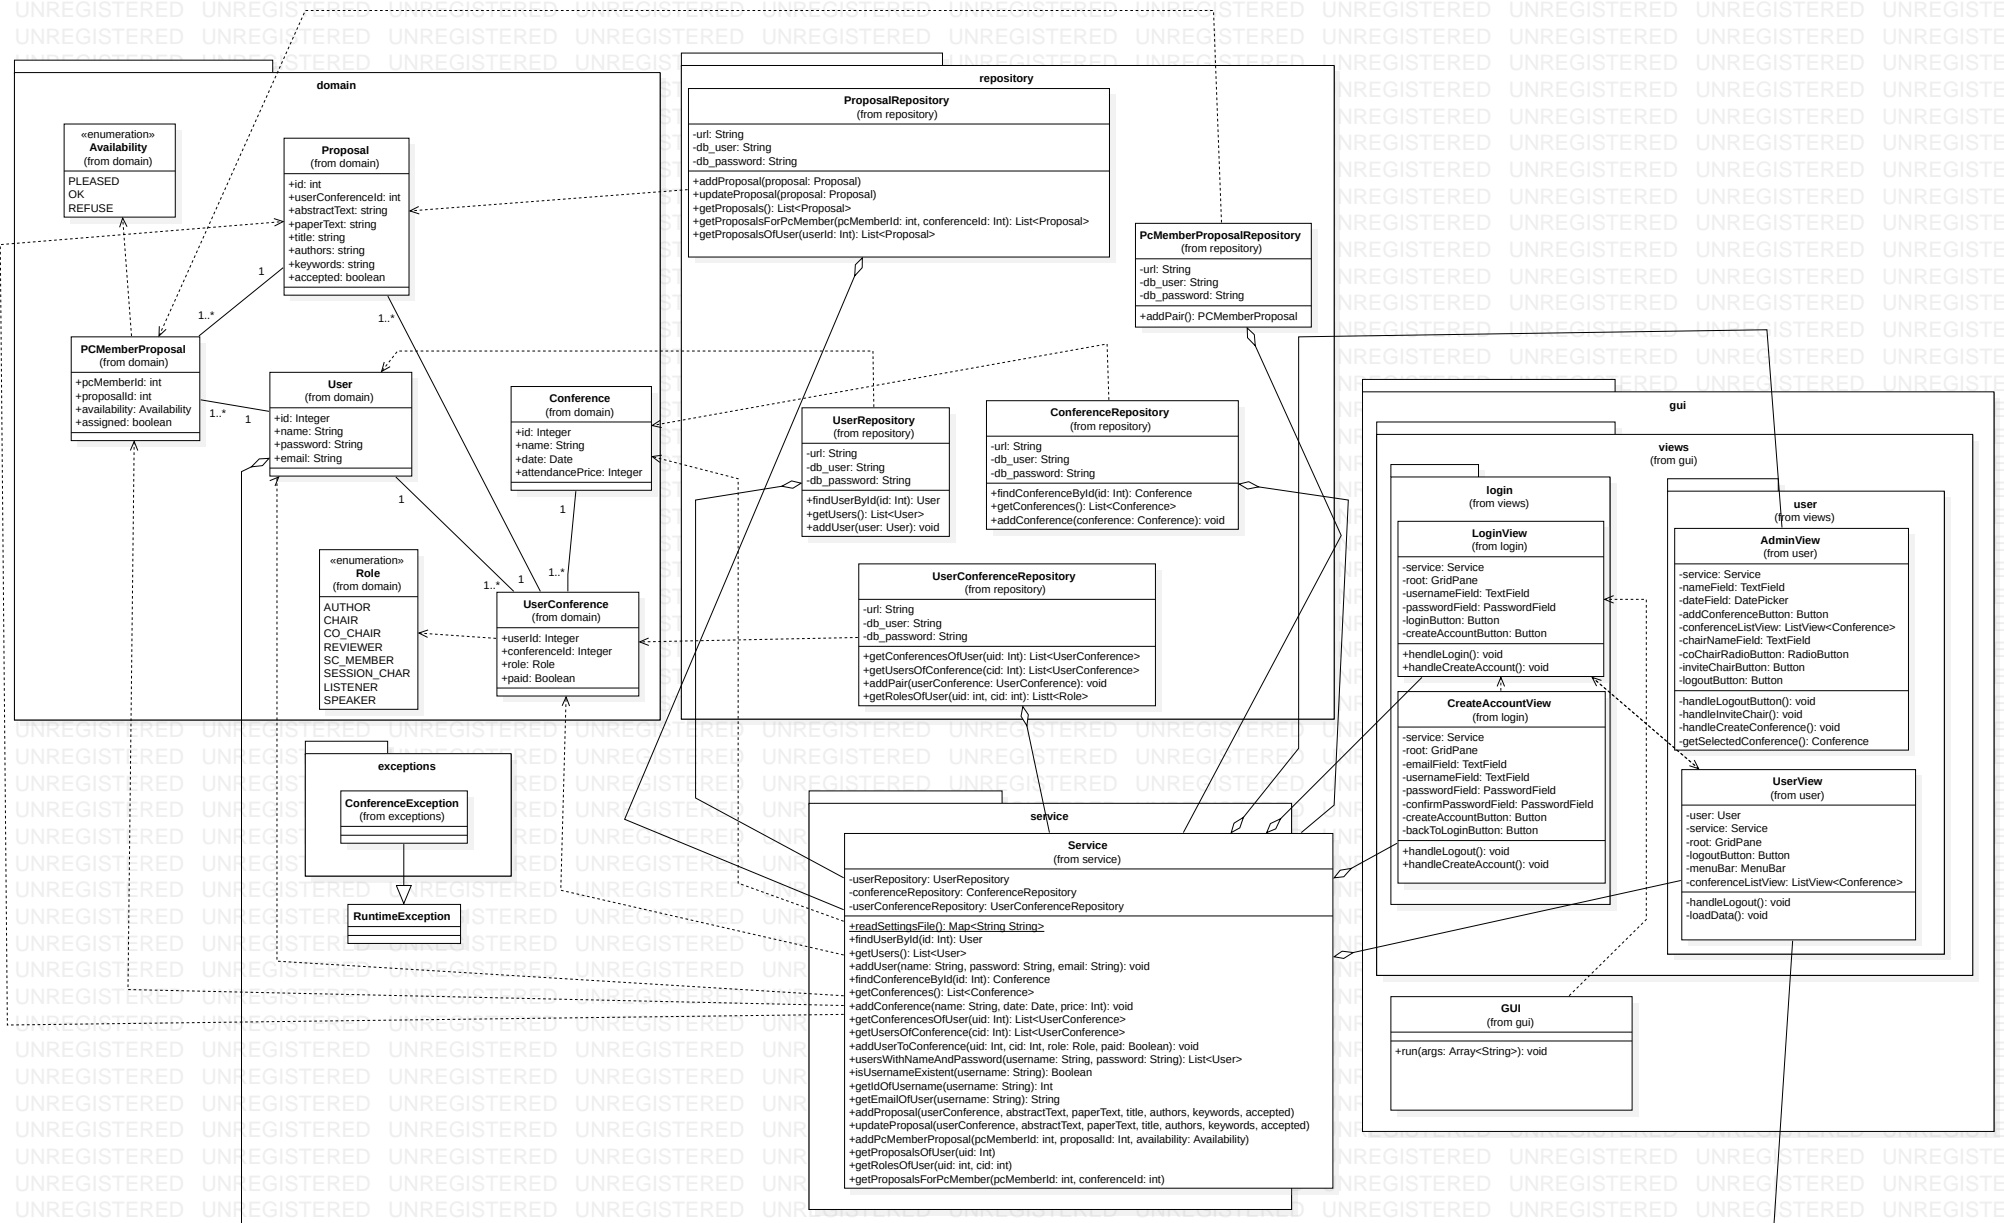 domain
«enumeration»
Availability
(from domain)
PLEASED
OK
REFUSE
Proposal
(from domain)
+id: int
+userConferenceId: int
+abstractText: string
+paperText: string
+title: string
+authors: string
+keywords: string
+accepted: boolean
1
1..*
1..*
PCMemberProposal
(from domain)
+pcMemberId: int
+proposalId: int
+availability: Availability
+assigned: boolean
1..*
1
User
(from domain)
+id: Integer
+name: String
+password: String
+email: String
1
Conference
(from domain)
+id: Integer
+name: String
+date: Date
+attendancePrice: Integer
1
1..*
1
1..*
«enumeration»
Role
(from domain)
AUTHOR
CHAIR
CO_CHAIR
REVIEWER
SC_MEMBER
SESSION_CHAR
LISTENER
SPEAKER
UserConference
(from domain)
+userId: Integer
+conferenceId: Integer
+role: Role
+paid: Boolean
exceptions
ConferenceException
(from exceptions)
RuntimeException
repository
ProposalRepository
(from repository)
-url: String
-db_user: String
-db_password: String
+addProposal(proposal: Proposal)
+updateProposal(proposal: Proposal)
+getProposals(): List<Proposal>
+getProposalsForPcMember(pcMemberId: int, conferenceId: Int): List<Proposal>
+getProposalsOfUser(userId: Int): List<Proposal>
PcMemberProposalRepository
(from repository)
-url: String
-db_user: String
-db_password: String
+addPair(): PCMemberProposal
UserRepository
(from repository)
-url: String
-db_user: String
-db_password: String
+findUserById(id: Int): User
+getUsers(): List<User>
+addUser(user: User): void
ConferenceRepository
(from repository)
-url: String
-db_user: String
-db_password: String
+findConferenceById(id: Int): Conference
+getConferences(): List<Conference>
+addConference(conference: Conference): void
UserConferenceRepository
(from repository)
-url: String
-db_user: String
-db_password: String
+getConferencesOfUser(uid: Int): List<UserConference>
+getUsersOfConference(cid: Int): List<UserConference>
+addPair(userConference: UserConference): void
+getRolesOfUser(uid: int, cid: int): Listt<Role>
service
Service
(from service)
-userRepository: UserRepository
-conferenceRepository: ConferenceRepository
-userConferenceRepository: UserConferenceRepository
+readSettingsFile(): Map<String String>
+findUserById(id: Int): User
+getUsers(): List<User>
+addUser(name: String, password: String, email: String): void
+findConferenceById(id: Int): Conference
+getConferences(): List<Conference>
+addConference(name: String, date: Date, price: Int): void
+getConferencesOfUser(uid: Int): List<UserConference>
+getUsersOfConference(cid: Int): List<UserConference>
+addUserToConference(uid: Int, cid: Int, role: Role, paid: Boolean): void
+usersWithNameAndPassword(username: String, password: String): List<User>
+isUsernameExistent(username: String): Boolean
+getIdOfUsername(username: String): Int
+getEmailOfUser(username: String): String
+addProposal(userConference, abstractText, paperText, title, authors, keywords, accepted)
+updateProposal(userConference, abstractText, paperText, title, authors, keywords, accepted)
+addPcMemberProposal(pcMemberId: int, proposalId: Int, availability: Availability)
+getProposalsOfUser(uid: Int)
+getRolesOfUser(uid: int, cid: int)
+getProposalsForPcMember(pcMemberId: int, conferenceId: int)
gui
views
(from gui)
login
(from views)
LoginView
(from login)
-service: Service
-root: GridPane
-usernameField: TextField
-passwordField: PasswordField
-loginButton: Button
-createAccountButton: Button
+hendleLogin(): void
+handleCreateAccount(): void
CreateAccountView
(from login)
-service: Service
-root: GridPane
-emailField: TextField
-usernameField: TextField
-passwordField: PasswordField
-confirmPasswordField: PasswordField
-createAccountButton: Button
-backToLoginButton: Button
+handleLogout(): void
+handleCreateAccount(): void
user
(from views)
AdminView
(from user)
-service: Service
-nameField: TextField
-dateField: DatePicker
-addConferenceButton: Button
-conferenceListView: ListView<Conference>
-chairNameField: TextField
-coChairRadioButton: RadioButton
-inviteChairButton: Button
-logoutButton: Button
-handleLogoutButton(): void
-handleInviteChair(): void
-handleCreateConference(): void
-getSelectedConference(): Conference
UserView
(from user)
-user: User
-service: Service
-root: GridPane
-logoutButton: Button
-menuBar: MenuBar
-conferenceListView: ListView<Conference>
-handleLogout(): void
-loadData(): void
GUI
(from gui)
+run(args: Array<String>): void